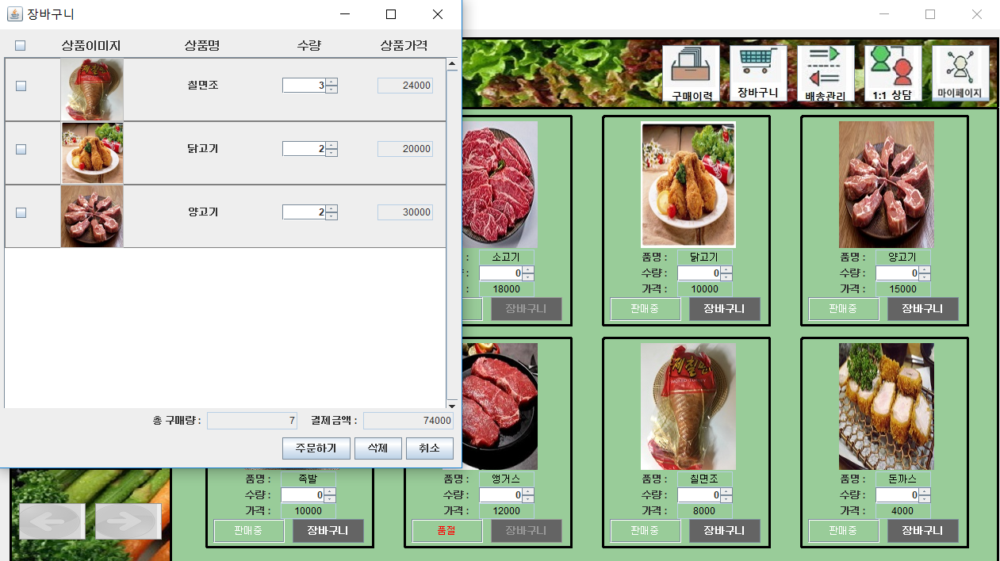 장바구니
상품이미지 상품명 수량 상품가격
칠면조 3 24000
닭고기 2 20000
양고기 2 30000
총 구매량 : 7 결제금액 : 74000
주문하기 삭제 취소
구매이력 장바구니 배송관리 1:1 상담 마이페이지
: 소고기
: 0
: 18000
장바구니
품명 : 닭고기
수량 : 0
가격 : 10000
판매중 장바구니
품명 : 양고기
수량 : 0
가격 : 15000
판매중 장바구니
품명 : 족발
수량 : 0
가격 : 10000
판매중 장바구니
품명 : 앵거스
수량 : 0
가격 : 12000
품절 장바구니
품명 : 칠면조
수량 : 0
가격 : 8000
판매중 장바구니
품명 : 돈까스
수량 : 0
가격 : 4000
판매중 장바구니